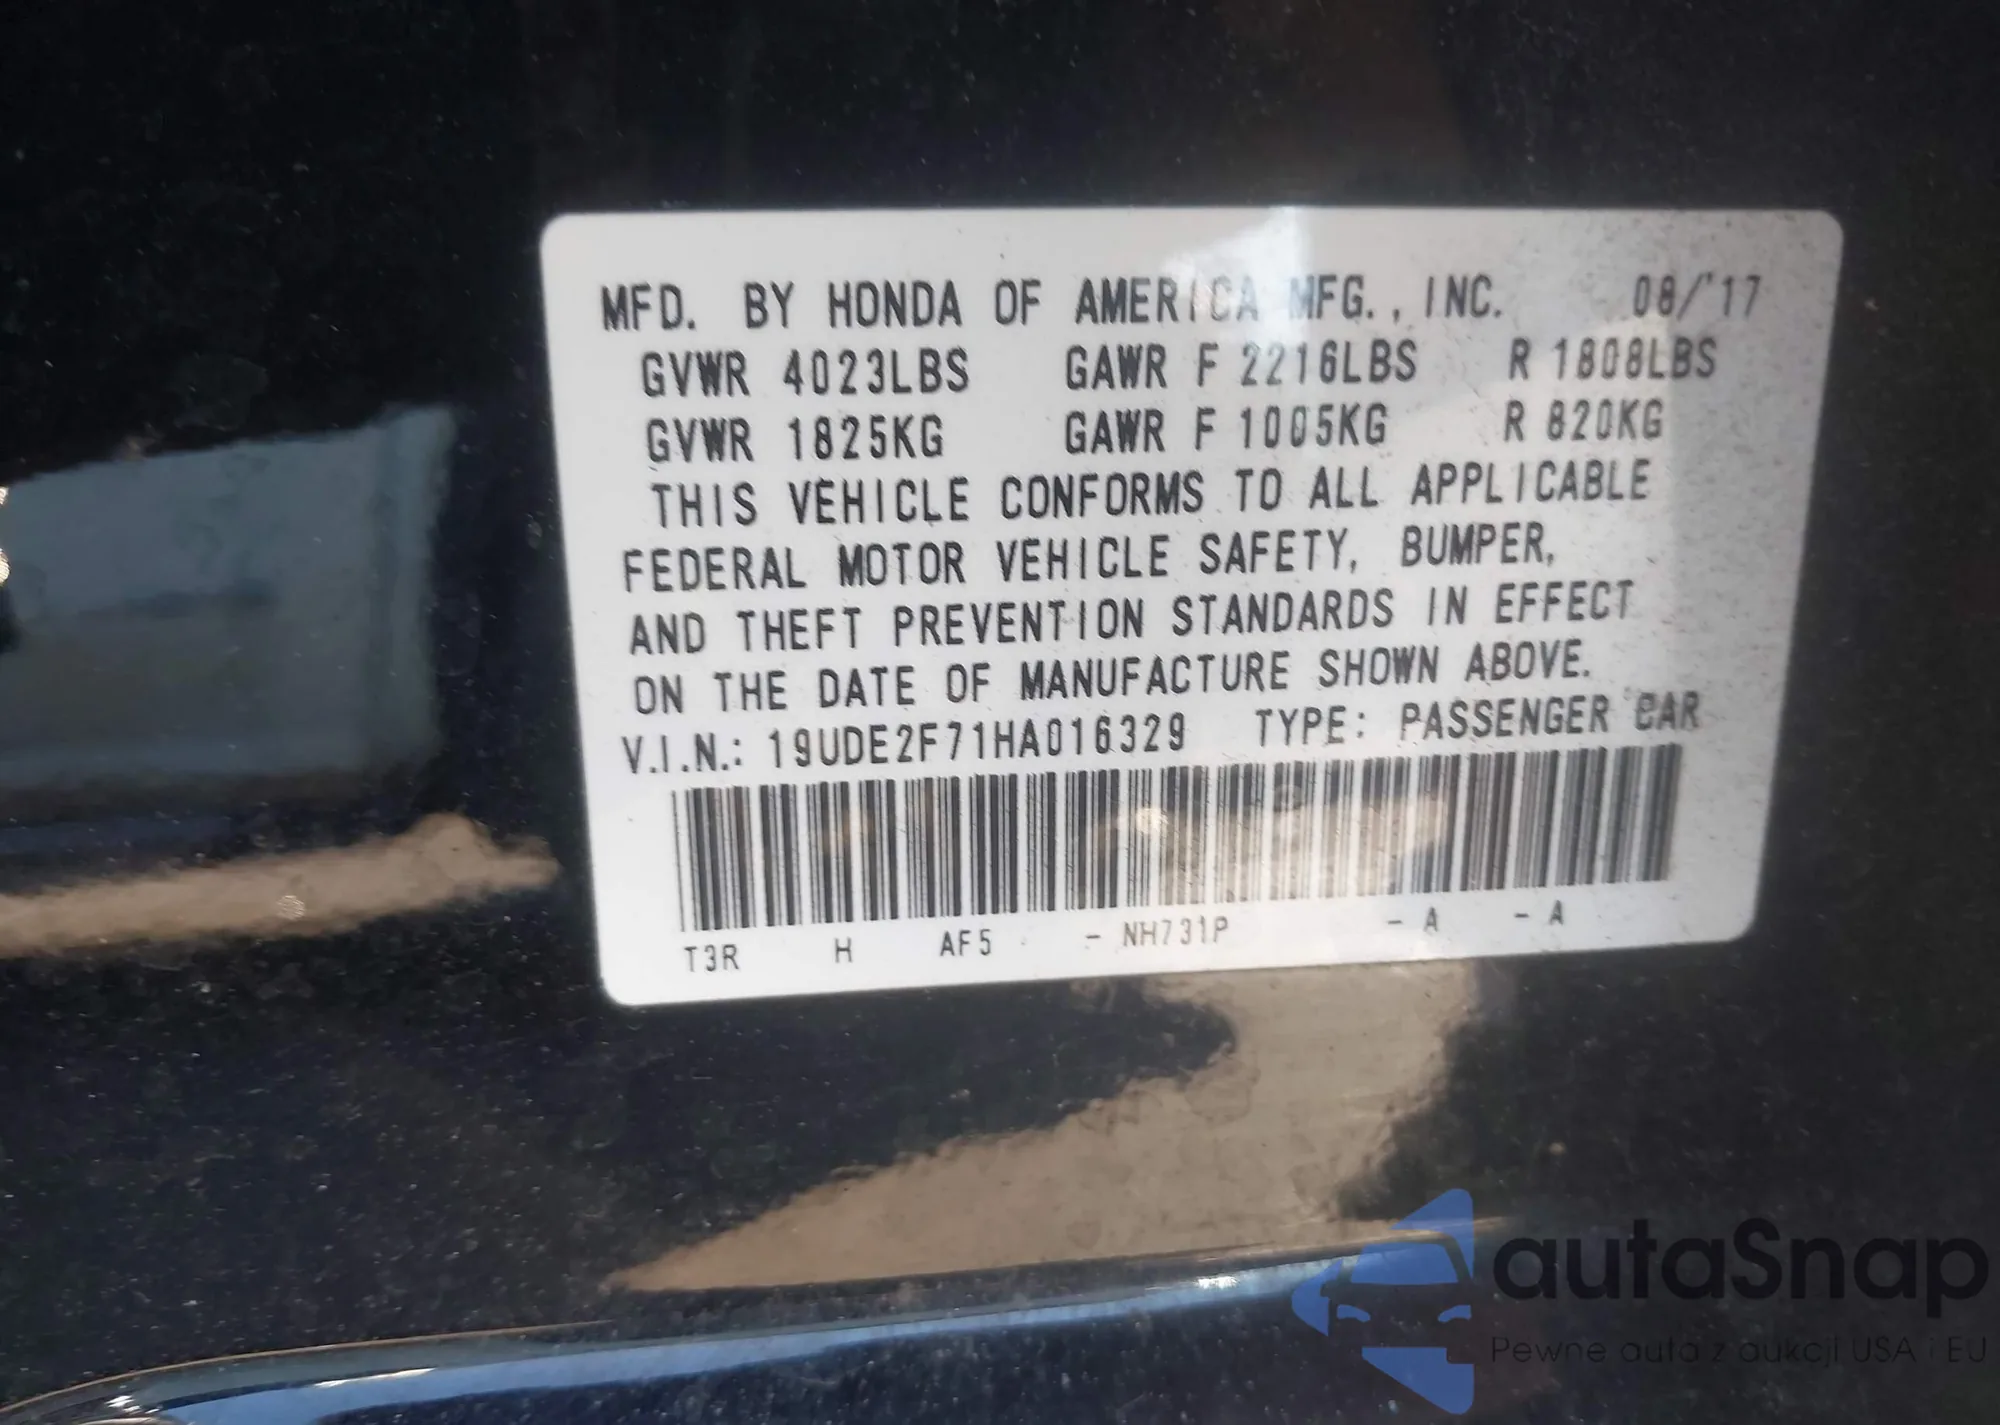 MFD. BY HONDA OF AMERICA MFG., INC. 08/'17
GVWR 4023LBS GAWR F 2216LBS R 1808LBS
GVWR 1825KG GAWR F 1005KG R 820KG
THIS VEHICLE CONFORMS TO ALL APPLICABLE
FEDERAL MOTOR VEHICLE SAFETY, BUMPER,
AND THEFT PREVENTION STANDARDS IN EFFECT
ON THE DATE OF MANUFACTURE SHOWN ABOVE.
V.I.N.: 19UDE2F71HA016329 TYPE: PASSENGER CAR
T3R H AF5 - NH731P - A - A
autaSnap
Pewne auta z aukcji USA i EU